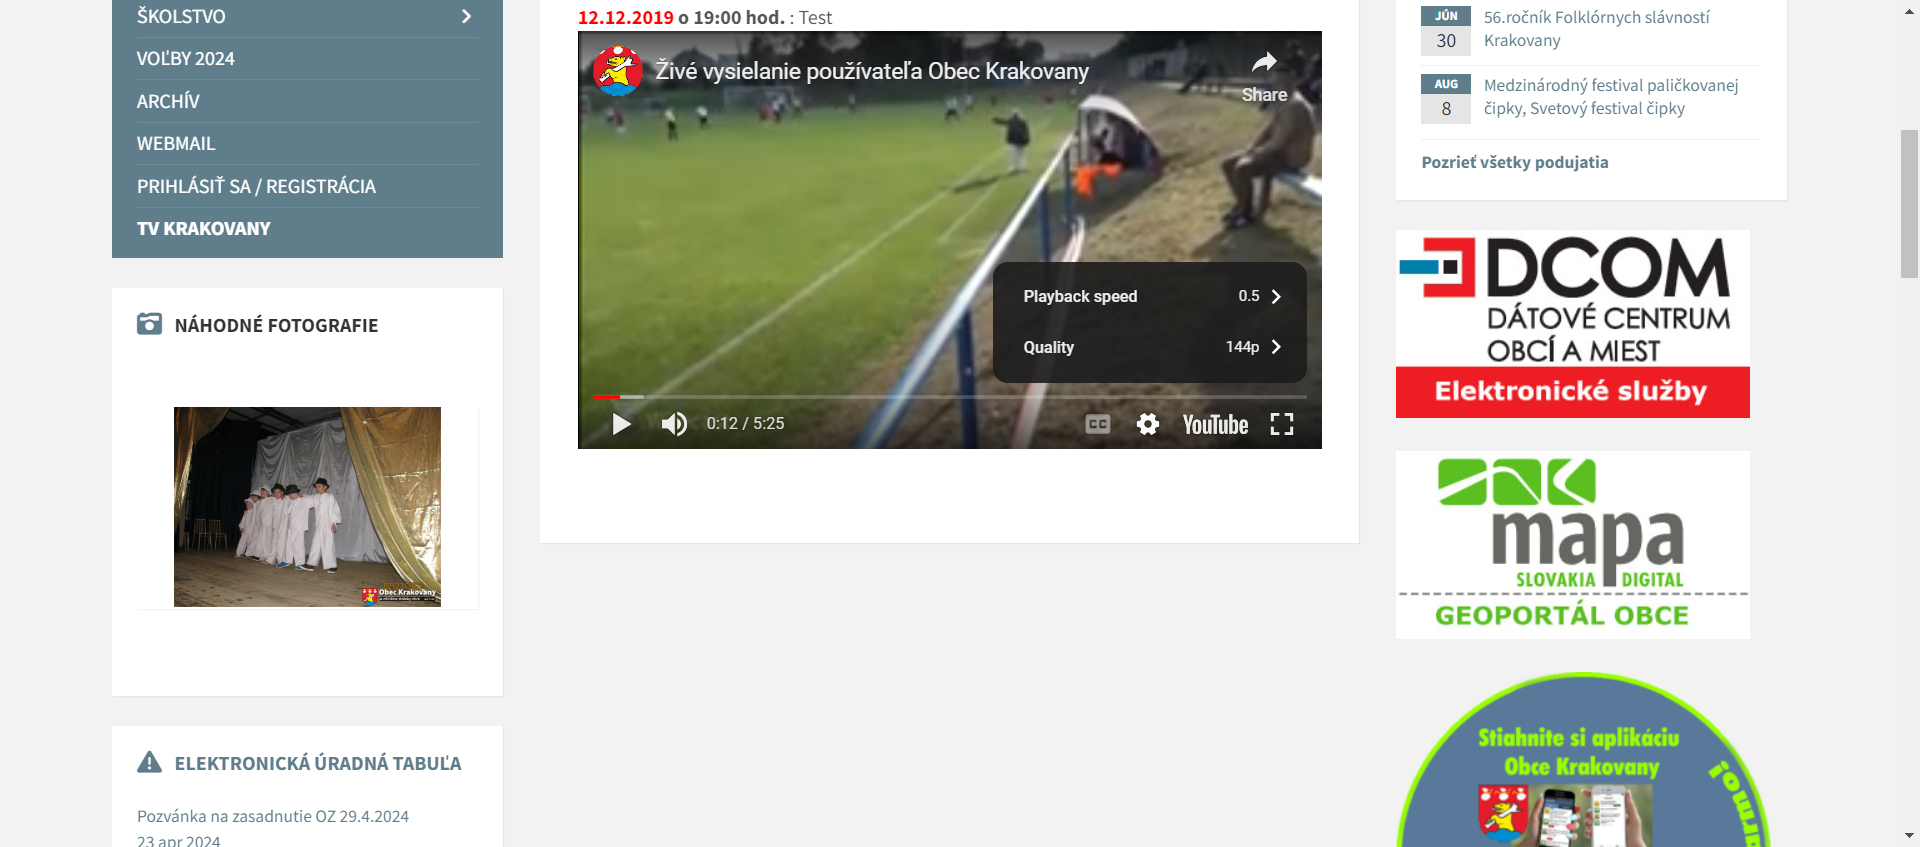 ŠKOLSTVO
VOĽBY 2024
ARCHÍV
WEBMAIL
PRIHLÁSIŤ SA / REGISTRÁCIA
TV KRAKOVANY
NÁHODNÉ FOTOGRAFIE
Obec Krakovany
ELEKTRONICKÁ ÚRADNÁ TABUĽA
Pozvánka na zasadnutie OZ 29.4.2024
23 apr 2024
12.12.2019 o 19:00 hod. : Test
Živé vysielanie používateľa Obec Krakovany
Share
Playback speed 0.5
Quality 144p
0:12 / 5:25
CC
YouTube
JÚN
30
56.ročník Folklórnych slávností
Krakovany
AUG
8
Medzinárodný festival paličkovanej
čipky, Svetový festival čipky
Pozrieť všetky podujatia
DCOM
DÁTOVÉ CENTRUM
OBCÍ A MIEST
Elektronické služby
mapa
SLOVAKIA DIGITAL
GEOPORTÁL OBCE
Stiahnite si aplikáciu
Obce Krakovany